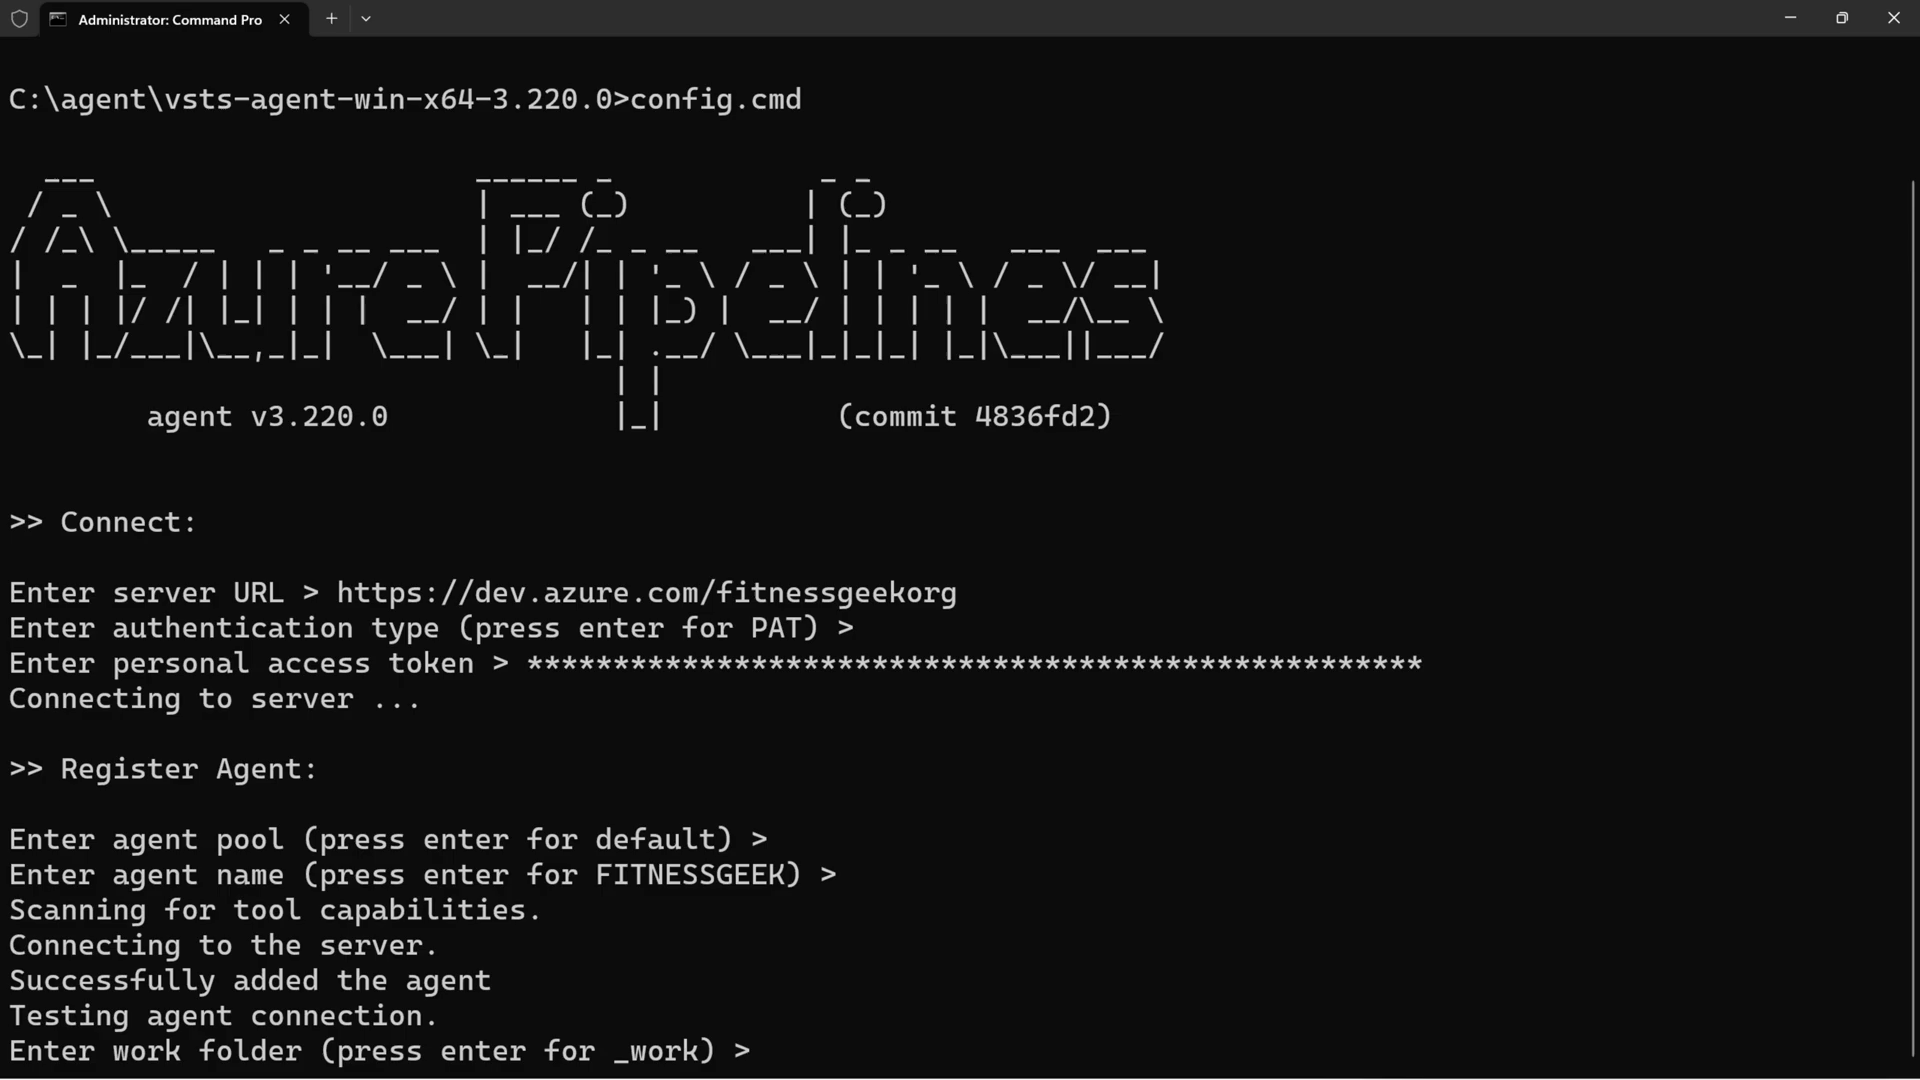 Administrator: Command Pro
C:\agent\vsts-agent-win-x64-3.220.0>config.cmd
AzurePipelines
agent v3.220.0 (commit 4836fd2)
>> Connect:
Enter server URL > https://dev.azure.com/fitnessgeekorg
Enter authentication type (press enter for PAT) >
Enter personal access token > ****************************************************
Connecting to server ...
>> Register Agent:
Enter agent pool (press enter for default) >
Enter agent name (press enter for FITNESSGEEK) >
Scanning for tool capabilities.
Connecting to the server.
Successfully added the agent
Testing agent connection.
Enter work folder (press enter for _work) >